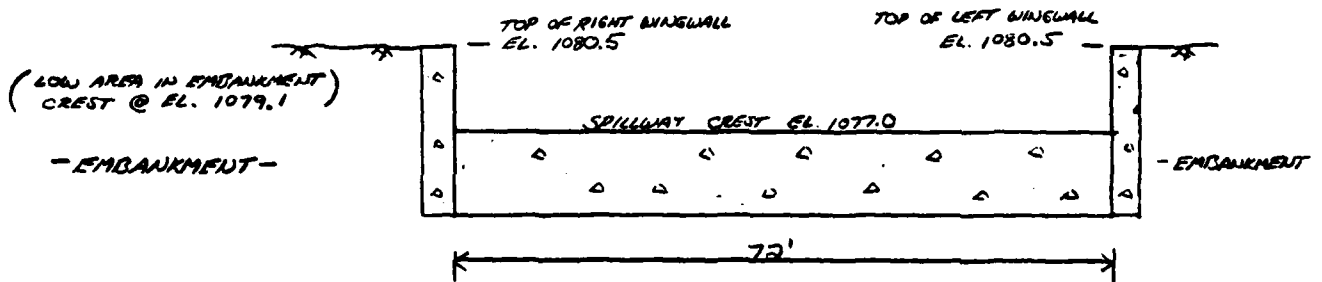 TOP OF RIGHT WINGWALL
EL. 1080.5
TOP OF LEFT WINGWALL
EL. 1080.5
(LOW AREA IN EMBANKMENT
CREST @ EL. 1079.1)
SPILLWAY CREST EL. 1077.0
- EMBANKMENT -
- EMBANKMENT
72'